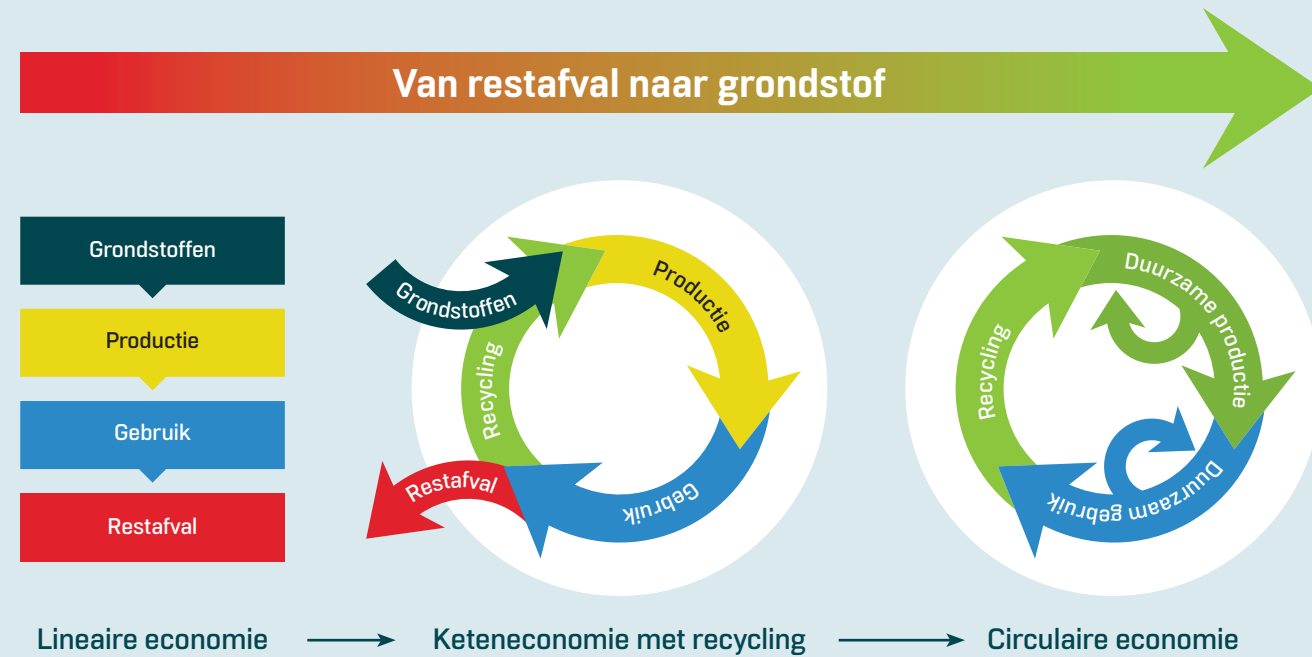 Van restafval naar grondstof
Grondstoffen
Productie
Gebruik
Restafval
Grondstoffen
Productie
Recycling
Gebruik
Restafval
Duurzame productie
Recycling
Duurzaam gebruik
Lineaire economie
Keteneconomie met recycling
Circulaire economie